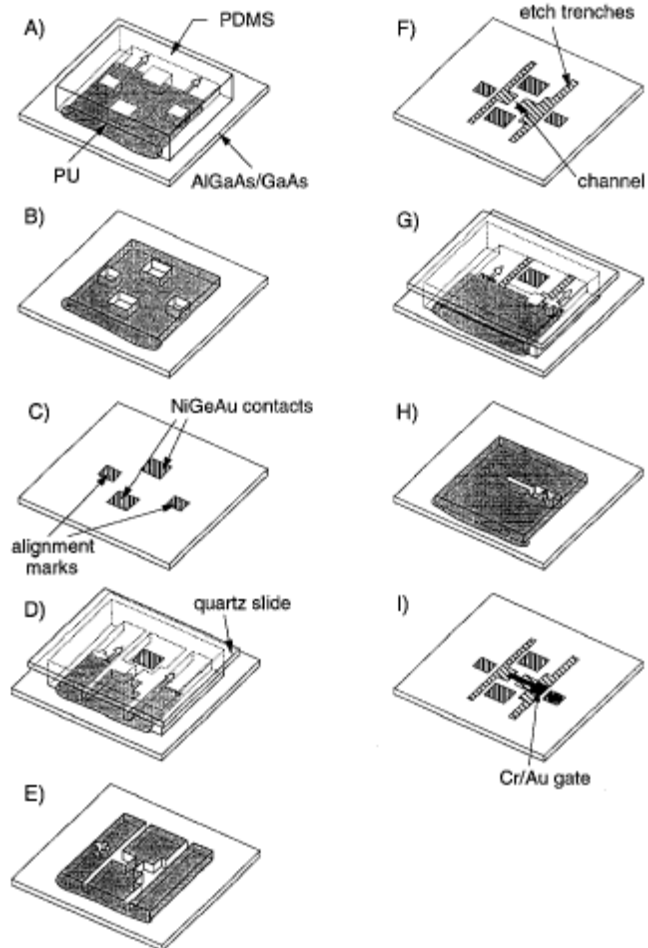 A)
PDMS
PU
AlGaAs/GaAs
B)
C)
NiGeAu contacts
alignment
marks
D)
quartz slide
E)
F)
etch trenches
channel
G)
H)
I)
Cr/Au gate